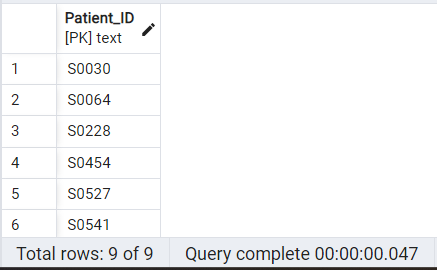 Patient_ID
[PK] text
1 S0030
2 S0064
3 S0228
4 S0454
5 S0527
6 S0541
Total rows: 9 of 9 Query complete 00:00:00.047